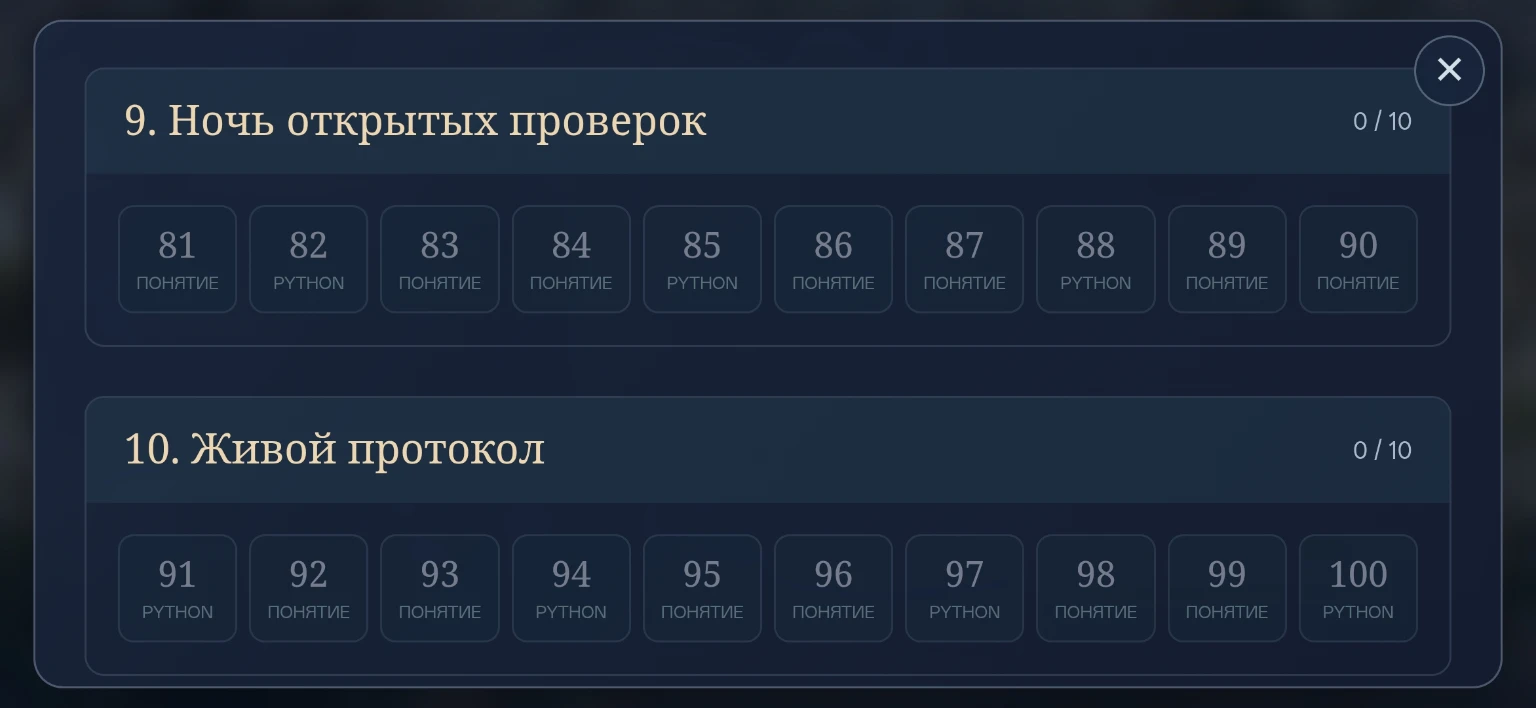 9. Ночь открытых проверок
0 / 10
81 82 83 84 85 86 87 88 89 90
ПОНЯТИЕ PYTHON ПОНЯТИЕ ПОНЯТИЕ PYTHON ПОНЯТИЕ ПОНЯТИЕ PYTHON ПОНЯТИЕ ПОНЯТИЕ
10. Живой протокол
0 / 10
91 92 93 94 95 96 97 98 99 100
PYTHON ПОНЯТИЕ ПОНЯТИЕ PYTHON ПОНЯТИЕ ПОНЯТИЕ PYTHON ПОНЯТИЕ ПОНЯТИЕ PYTHON